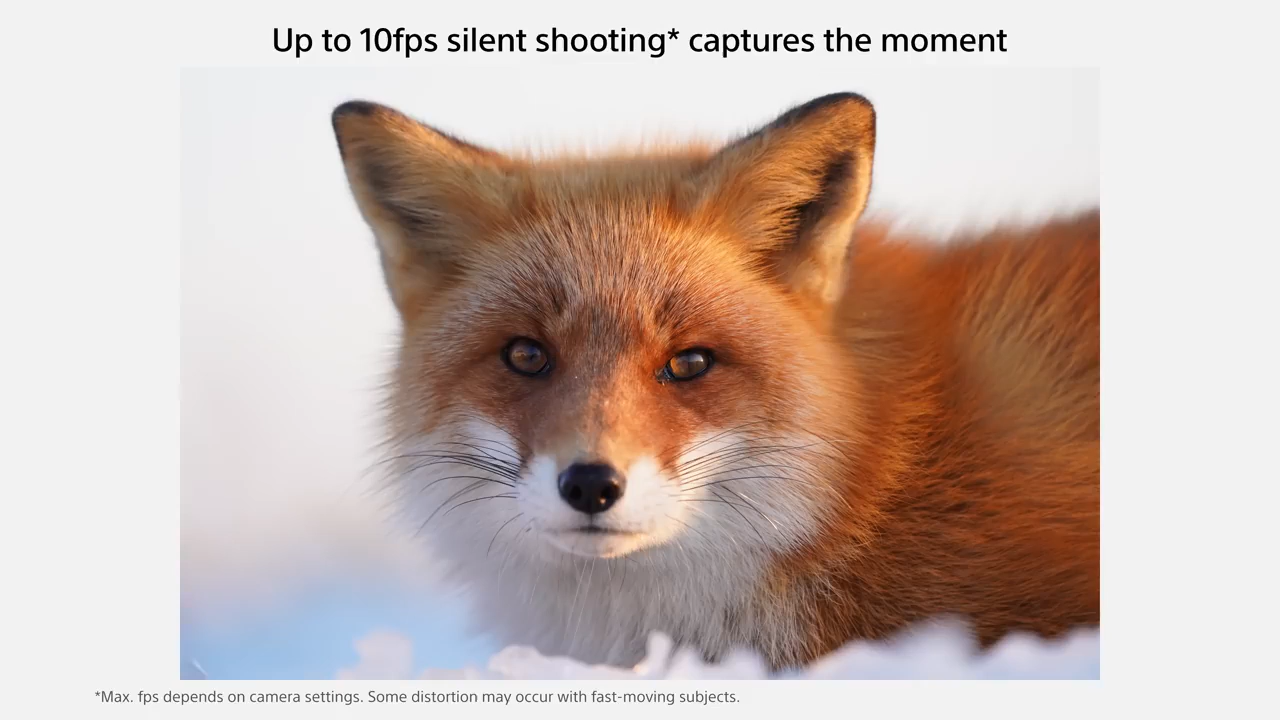 Up to 10fps silent shooting* captures the moment
*Max. fps depends on camera settings. Some distortion may occur with fast-moving subjects.